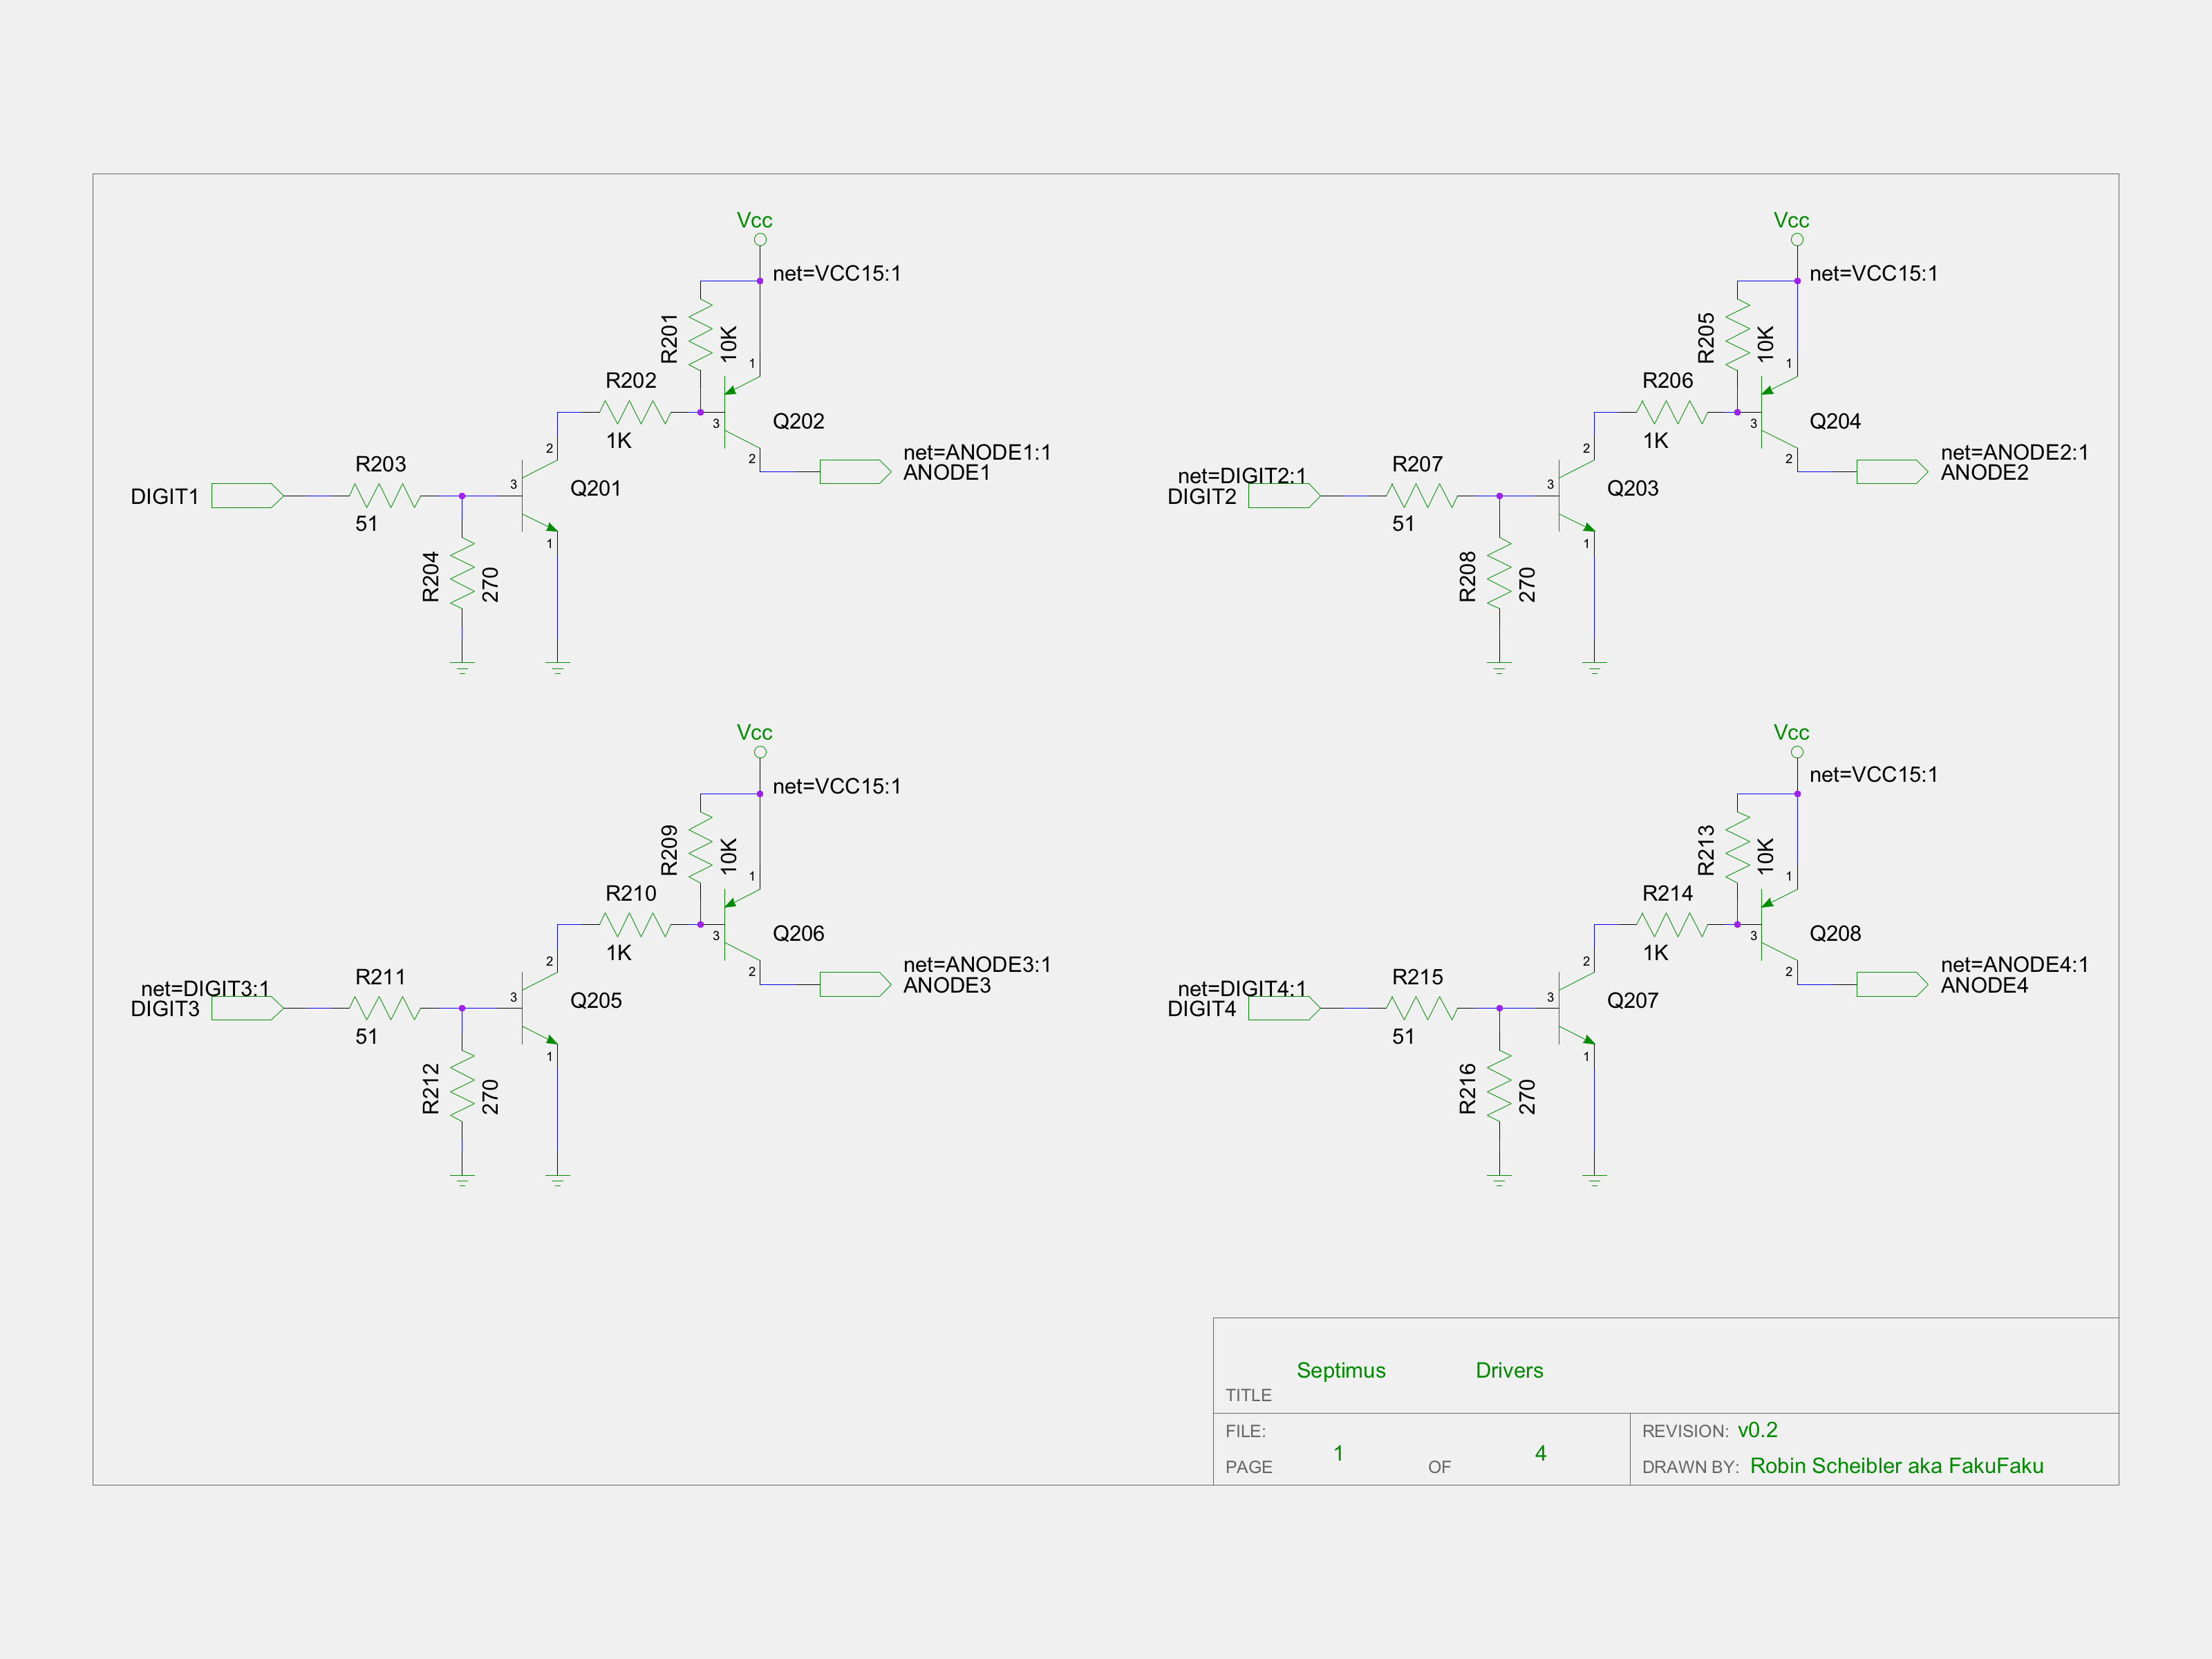 Vcc
net=VCC15:1
R201
10K
1
R202
1K
3
Q202
2
net=ANODE1:1
ANODE1
DIGIT1
R203
51
2
3
Q201
1
R204
270
Vcc
net=VCC15:1
R205
10K
1
R206
1K
3
Q204
2
net=ANODE2:1
ANODE2
net=DIGIT2:1
DIGIT2
R207
51
2
3
Q203
1
R208
270
Vcc
net=VCC15:1
R209
10K
1
R210
1K
3
Q206
2
net=ANODE3:1
ANODE3
net=DIGIT3:1
DIGIT3
R211
51
2
3
Q205
1
R212
270
Vcc
net=VCC15:1
R213
10K
1
R214
1K
3
Q208
2
net=ANODE4:1
ANODE4
net=DIGIT4:1
DIGIT4
R215
51
2
3
Q207
1
R216
270
Septimus Drivers
TITLE
FILE:
PAGE 1 OF 4
REVISION: v0.2
DRAWN BY: Robin Scheibler aka FakuFaku